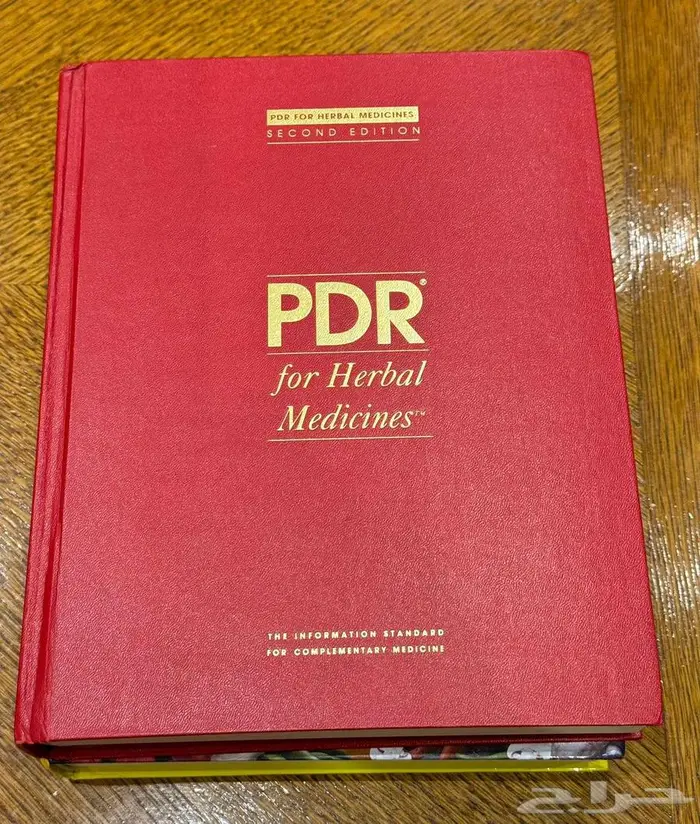 PDR FOR HERBAL MEDICINES
SECOND EDITION
PDR®
for Herbal
Medicines™
THE INFORMATION STANDARD
FOR COMPLEMENTARY MEDICINE
حراج